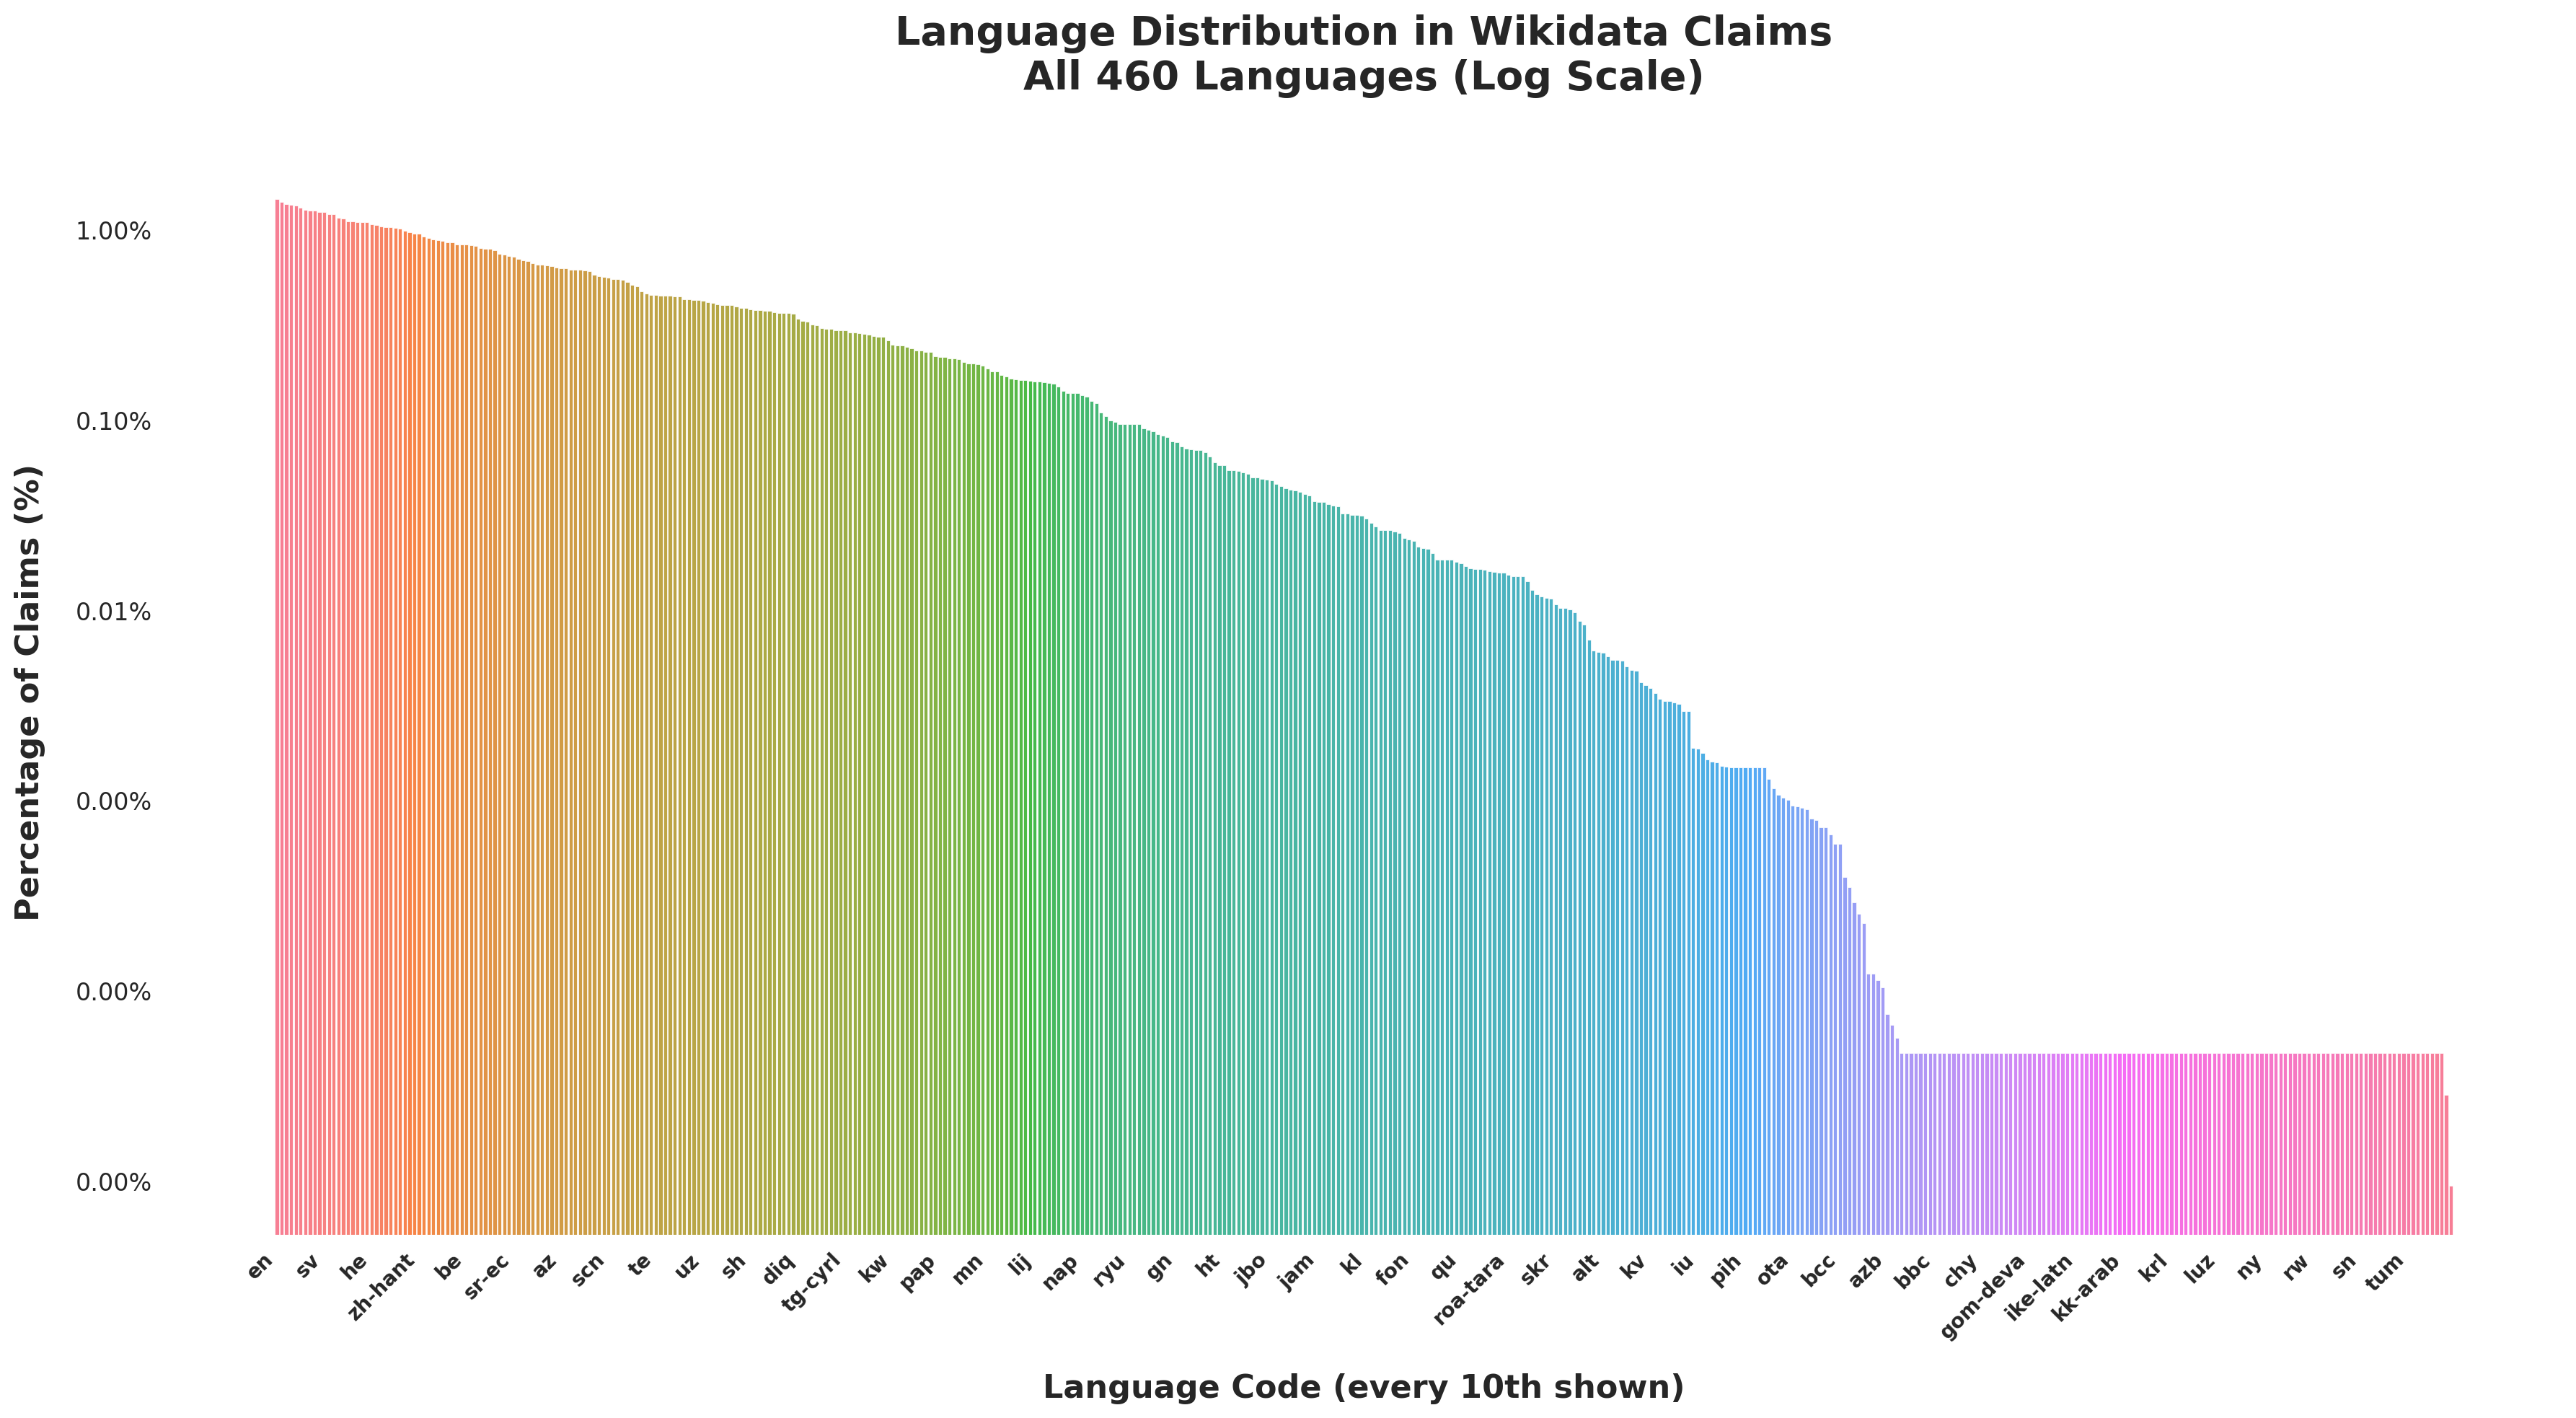 Language Distribution in Wikidata Claims
All 460 Languages (Log Scale)
Percentage of Claims (%)
1.00%
0.10%
0.01%
0.00%
0.00%
0.00%
en
sv
he
zh-hant
be
sr-ec
az
scn
te
uz
sh
diq
tg-cyrl
kw
pap
mn
lij
nap
ryu
gn
ht
jbo
jam
kl
fon
qu
roa-tara
skr
alt
kv
iu
pih
ota
bcc
azb
bbc
chy
gom-deva
ike-latn
kk-arab
krl
luz
ny
rw
sn
tum
Language Code (every 10th shown)